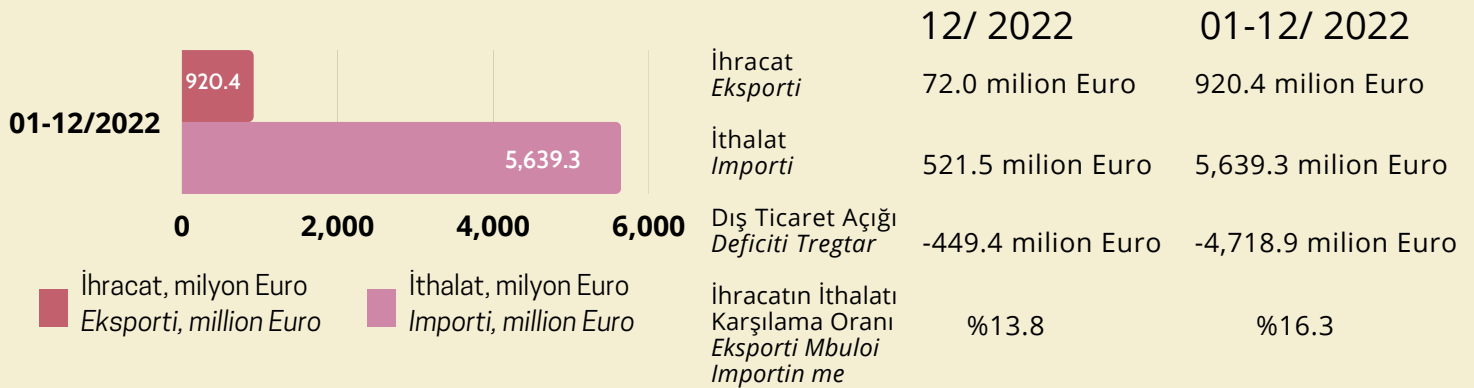 920.4
01-12/2022
5,639.3
0 2,000 4,000 6,000
İhracat, milyon Euro
Eksporti, million Euro
İthalat, milyon Euro
Importi, million Euro
12/ 2022 01-12/ 2022
İhracat
Eksporti
72.0 milion Euro 920.4 milion Euro
İthalat
Importi
521.5 milion Euro 5,639.3 milion Euro
Dış Ticaret Açığı
Deficiti Tregtar
-449.4 milion Euro -4,718.9 milion Euro
İhracatın İthalatı
Karşılama Oranı
Eksporti Mbuloi
Importin me
%13.8 %16.3